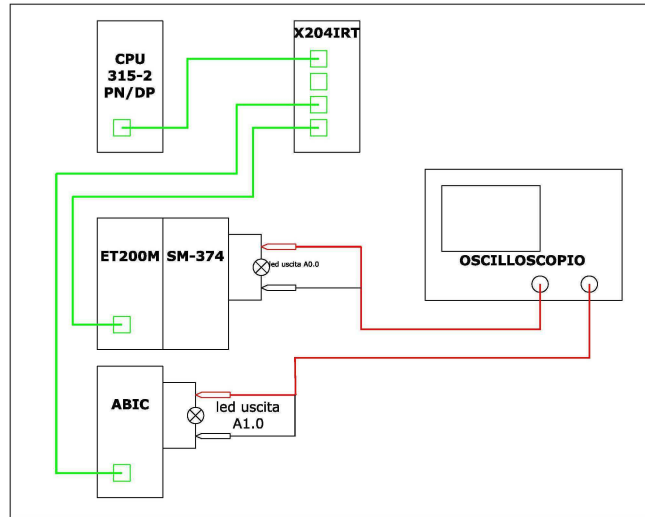 CPU
315-2
PN/DP
X204IRT
ET200M
SM-374
led uscita A0.0
OSCILLOSCOPIO
ABIC
led uscita
A1.0